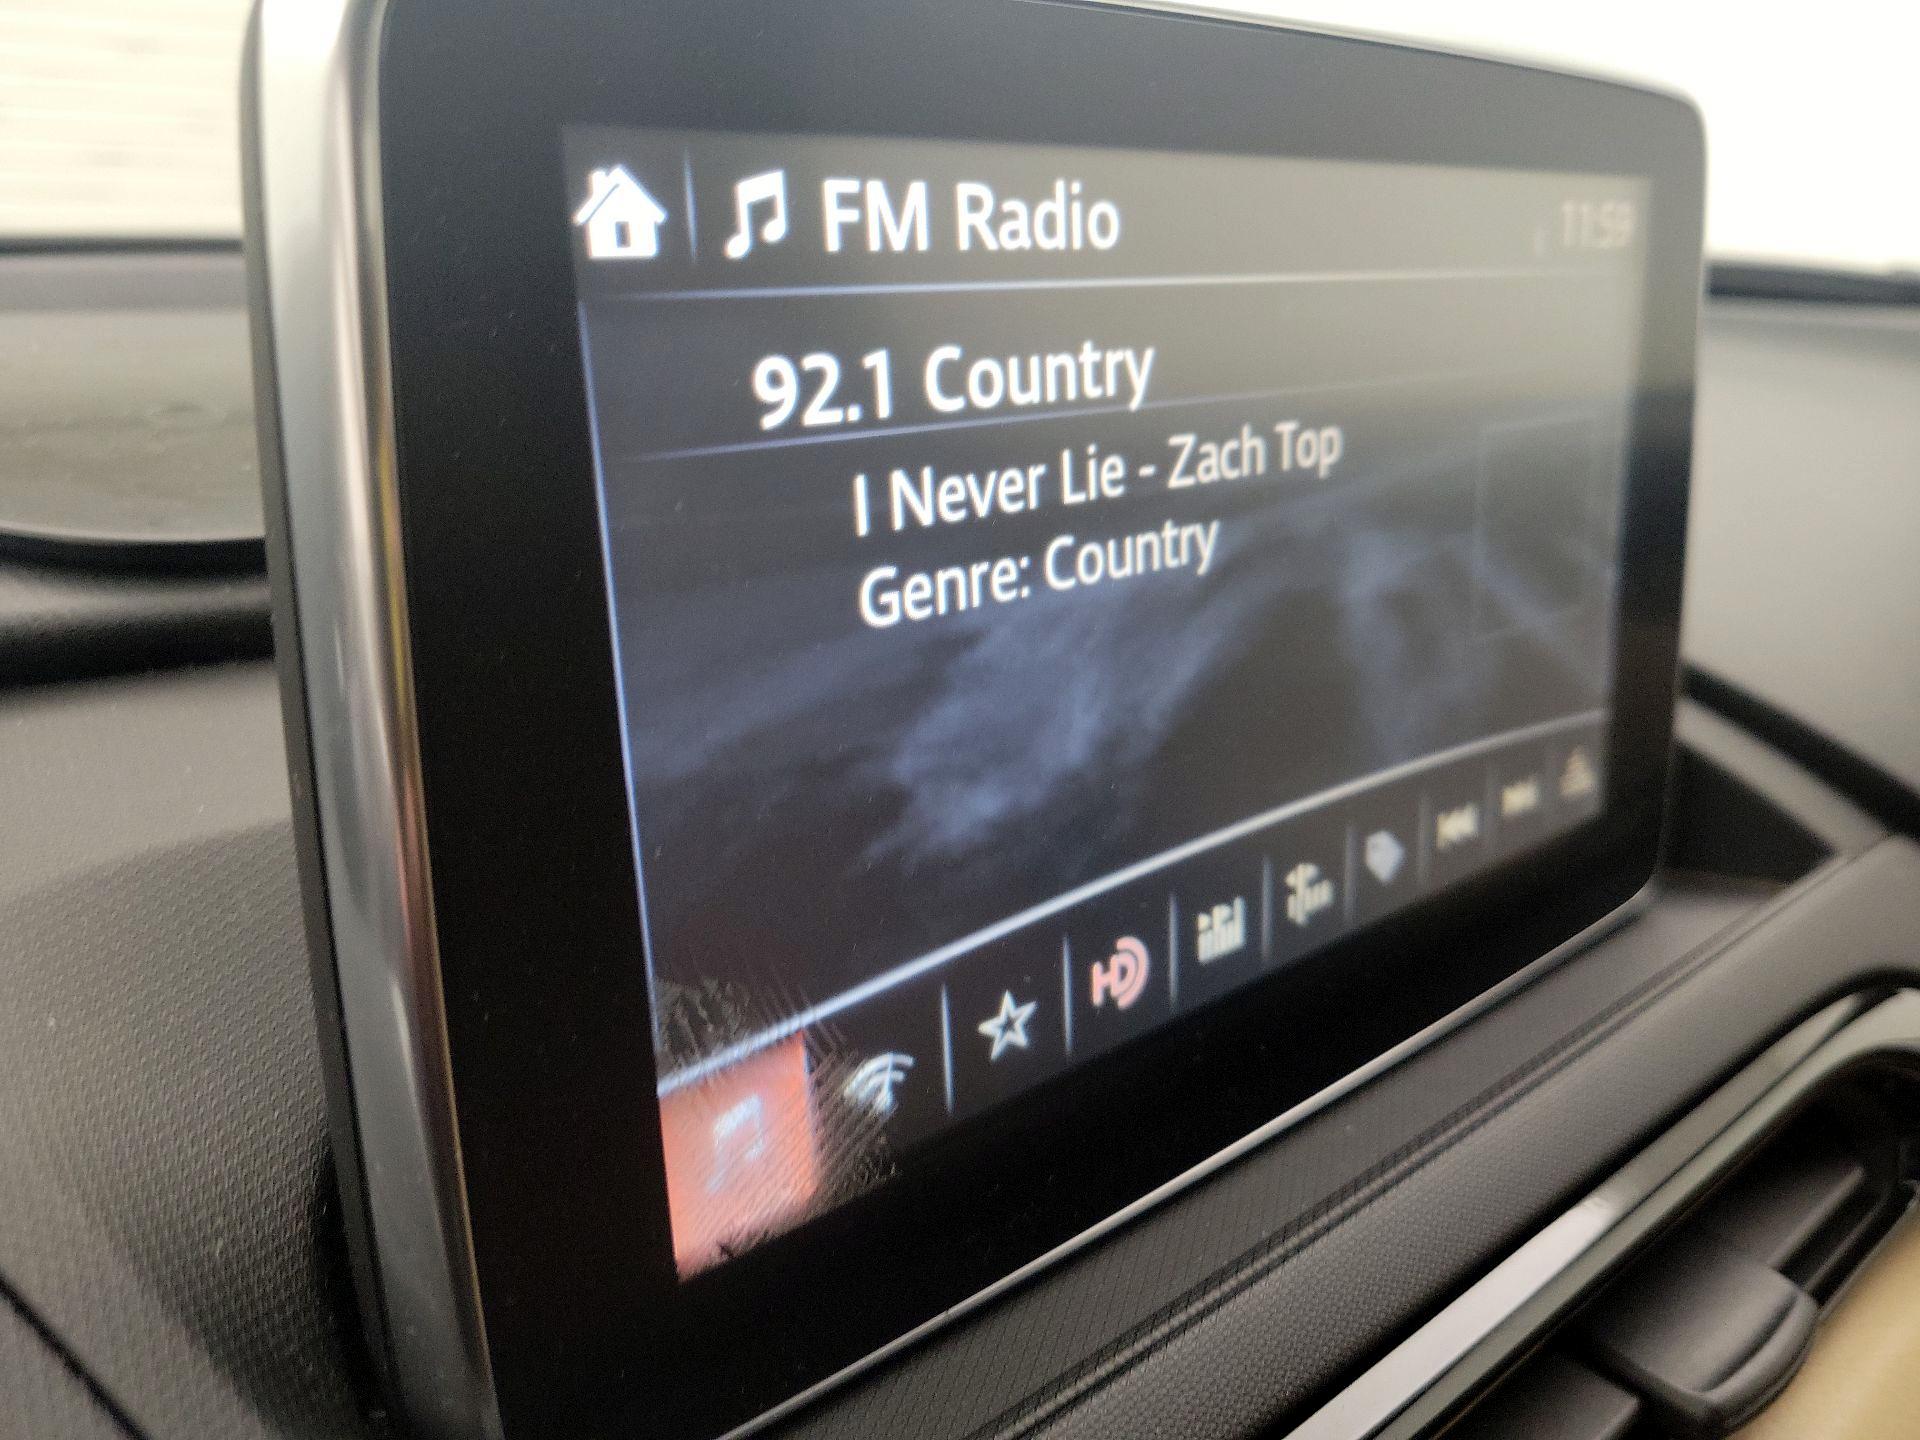 FM Radio
11:59
92.1 Country
I Never Lie - Zach Top
Genre: Country
HD